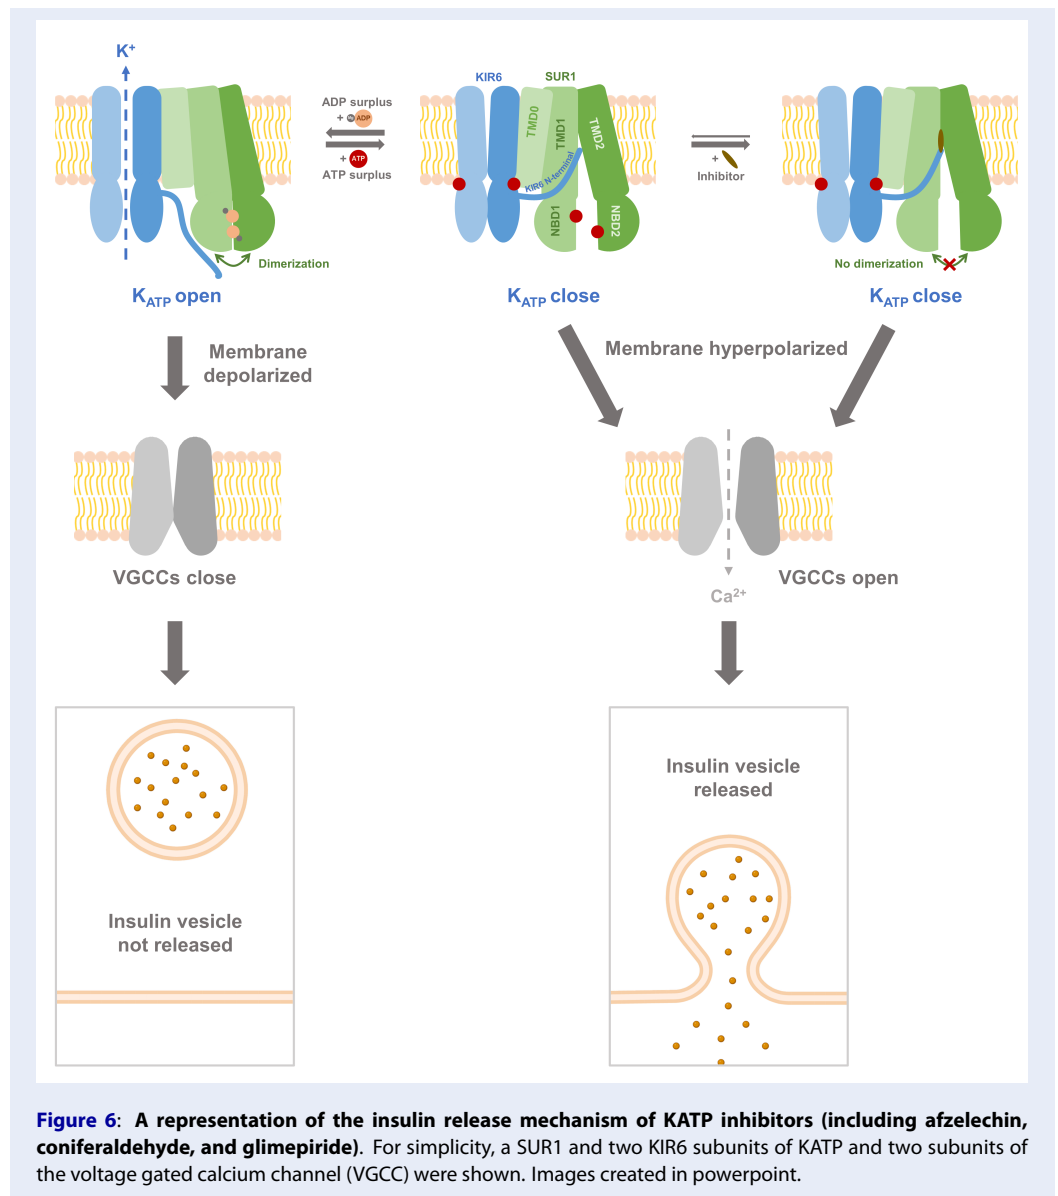 K⁺
ADP surplus
+ Mg ADP
+ ATP
ATP surplus
Dimerization
K_ATP open
KIR6
SUR1
TMD0
TMD1
TMD2
KIR6 N-terminal
NBD1
NBD2
K_ATP close
+
Inhibitor
No dimerization
K_ATP close
Membrane
depolarized
Membrane hyperpolarized
VGCCs close
Ca²⁺
VGCCs open
Insulin vesicle
not released
Insulin vesicle
released
Figure 6: A representation of the insulin release mechanism of KATP inhibitors (including afzelechin,
coniferaldehyde, and glimepiride). For simplicity, a SUR1 and two KIR6 subunits of KATP and two subunits of
the voltage gated calcium channel (VGCC) were shown. Images created in powerpoint.